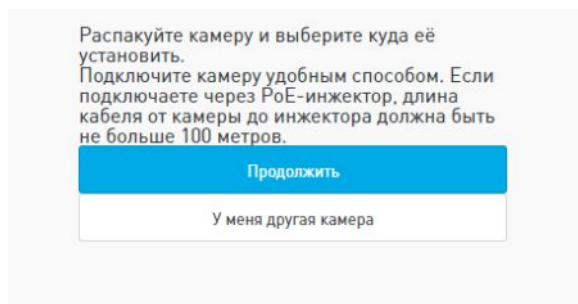 Распакуйте камеру и выберите куда её
установить.
Подключите камеру удобным способом. Если
подключаете через PoE-инжектор, длина
кабеля от камеры до инжектора должна быть
не больше 100 метров.
Продолжить
У меня другая камера